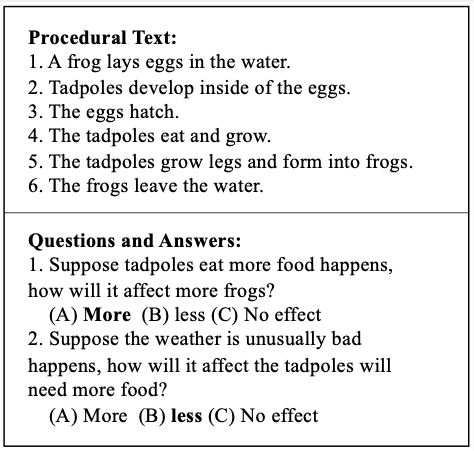 Procedural Text:
1. A frog lays eggs in the water.
2. Tadpoles develop inside of the eggs.
3. The eggs hatch.
4. The tadpoles eat and grow.
5. The tadpoles grow legs and form into frogs.
6. The frogs leave the water.
Questions and Answers:
1. Suppose tadpoles eat more food happens,
how will it affect more frogs?
(A) More (B) less (C) No effect
2. Suppose the weather is unusually bad
happens, how will it affect the tadpoles will
need more food?
(A) More (B) less (C) No effect